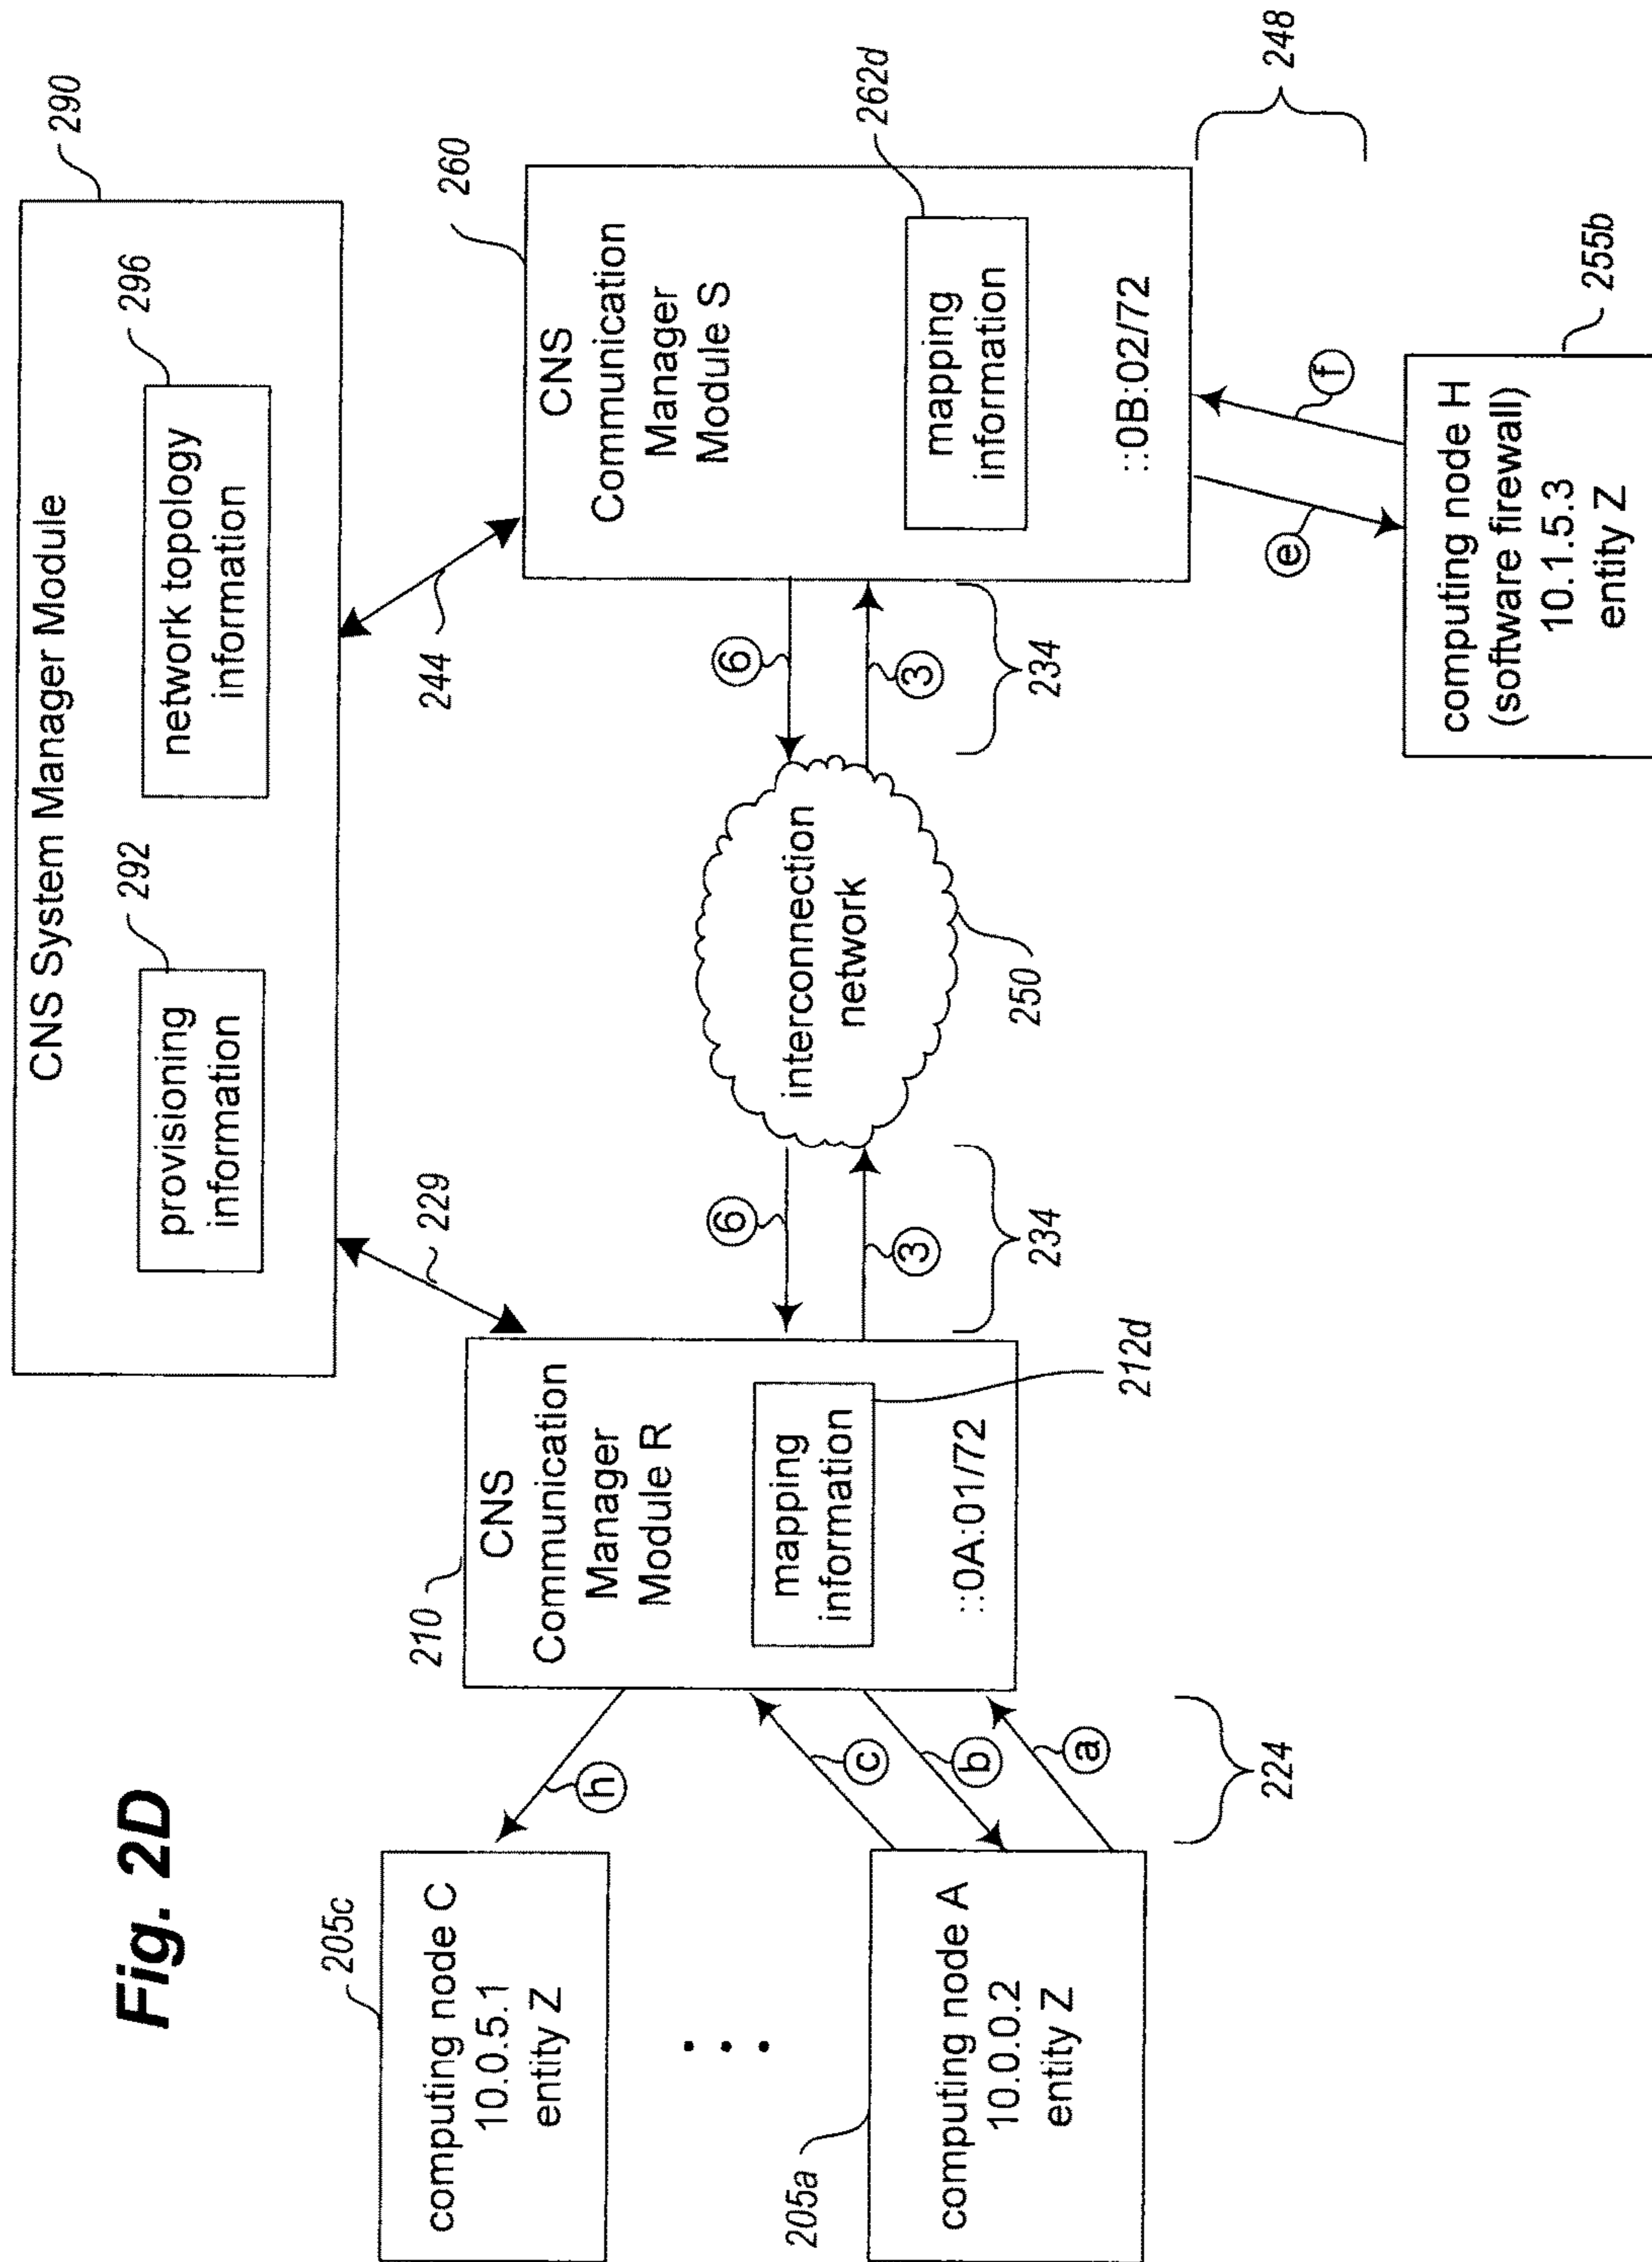 Fig. 2D
CNS System Manager Module
290
provisioning
information
292
network topology
information
296
229
244
205c
computing node C
10.0.5.1
entity Z
205a
computing node A
10.0.0.2
entity Z
h
c
b
a
224
210
CNS
Communication
Manager
Module R
mapping
information
212d
::0A:01/72
6
3
234
interconnection
network
250
6
3
234
260
CNS
Communication
Manager
Module S
mapping
information
262d
::0B:02/72
248
e
f
computing node H
(software firewall)
10.1.5.3
entity Z
255b